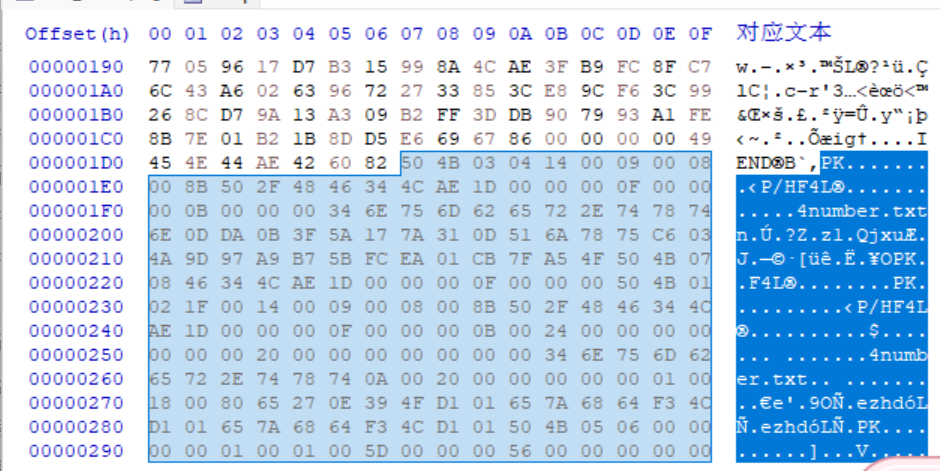 Offset(h) 00 01 02 03 04 05 06 07 08 09 0A 0B 0C 0D 0E 0F 对应文本
00000190 77 05 96 17 D7 B3 15 99 8A 4C AE 3F B9 FC 8F C7 w.–.׳.™ŠL®?¹ü.Ç
000001A0 6C 43 A6 02 63 96 72 27 33 85 3C E8 9C F6 3C 99 lC¦.c–r'3…<èœö<™
000001B0 26 8C D7 9A 13 A3 09 B2 FF 3D DB 90 79 93 A1 FE &Œךּ.£.²ÿ=Û.y“¡þ
000001C0 8B 7E 01 B2 1B 8D D5 E6 69 67 86 00 00 00 00 49 ‹~.²..Õæig†....I
000001D0 45 4E 44 AE 42 60 82 50 4B 03 04 14 00 09 00 08 END®B`‚PK.......
000001E0 00 8B 50 2F 48 46 34 4C AE 1D 00 00 00 0F 00 00 .‹P/HF4L®.......
000001F0 00 0B 00 00 00 34 6E 75 6D 62 65 72 2E 74 78 74 .....4number.txt
00000200 6E 0D DA 0B 3F 5A 17 7A 31 0D 51 6A 78 75 C6 03 n.Ú.?Z.z1.QjxuÆ.
00000210 4A 9D 97 A9 B7 5B FC EA 01 CB 7F A5 4F 50 4B 07 J.—©·[üê.Ë.¥OPK.
00000220 08 46 34 4C AE 1D 00 00 00 0F 00 00 00 50 4B 01 .F4L®........PK.
00000230 02 1F 00 14 00 09 00 08 00 8B 50 2F 48 46 34 4C .........‹P/HF4L
00000240 AE 1D 00 00 00 0F 00 00 00 0B 00 24 00 00 00 00 ®..........$....
00000250 00 00 00 20 00 00 00 00 00 00 00 34 6E 75 6D 62 ... .......4numb
00000260 65 72 2E 74 78 74 0A 00 20 00 00 00 00 00 01 00 er.txt.. .......
00000270 18 00 80 65 27 0E 39 4F D1 01 65 7A 68 64 F3 4C ..€e'.9OÑ.ezhdóL
00000280 D1 01 65 7A 68 64 F3 4C D1 01 50 4B 05 06 00 00 Ñ.ezhdóLÑ.PK....
00000290 00 00 01 00 01 00 5D 00 00 00 56 00 00 00 00 00 ......]...V.....